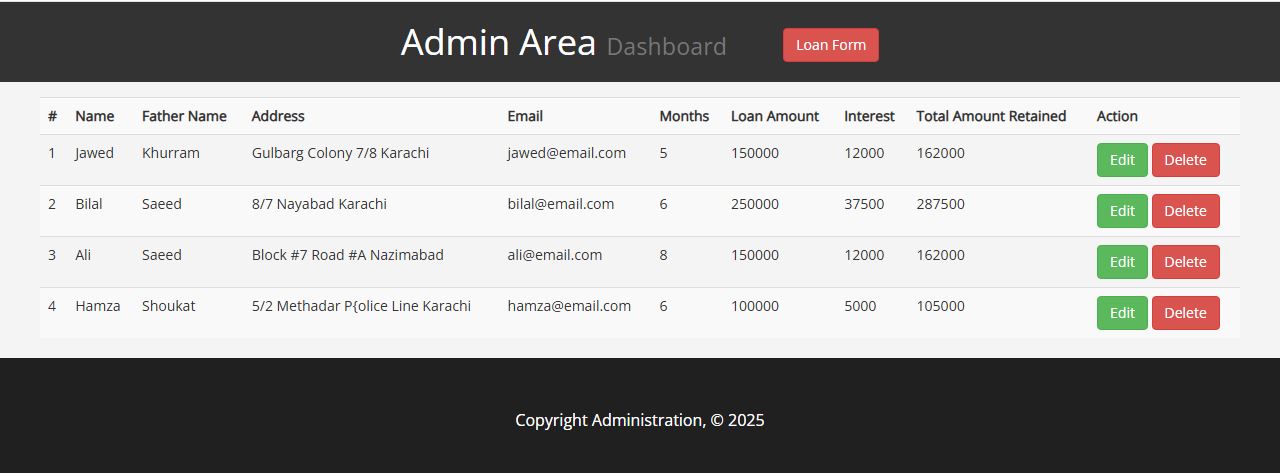 Admin Area Dashboard Loan Form
# Name Father Name Address Email Months Loan Amount Interest Total Amount Retained Action
1 Jawed Khurram Gulbarg Colony 7/8 Karachi jawed@email.com 5 150000 12000 162000 Edit Delete
2 Bilal Saeed 8/7 Nayabad Karachi bilal@email.com 6 250000 37500 287500 Edit Delete
3 Ali Saeed Block #7 Road #A Nazimabad ali@email.com 8 150000 12000 162000 Edit Delete
4 Hamza Shoukat 5/2 Methadar P{olice Line Karachi hamza@email.com 6 100000 5000 105000 Edit Delete
Copyright Administration, © 2025